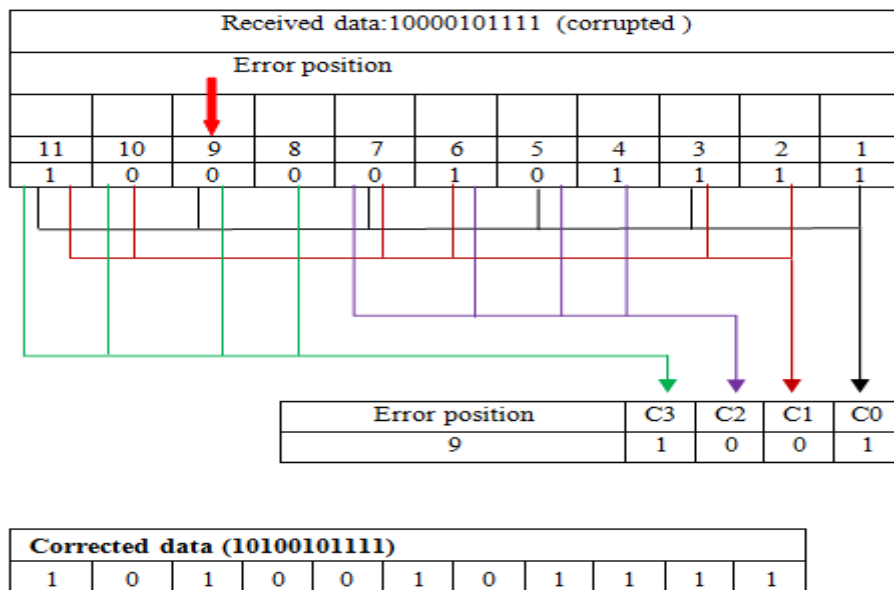 Received data:10000101111 (corrupted )
Error position
11 10 9 8 7 6 5 4 3 2 1
1 0 0 0 0 1 0 1 1 1 1
Error position C3 C2 C1 C0
9 1 0 0 1
Corrected data (10100101111)
1 0 1 0 0 1 0 1 1 1 1